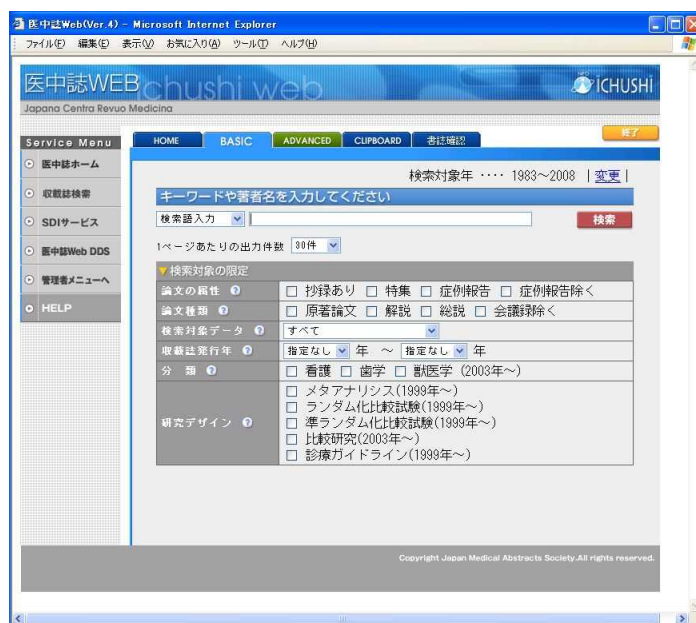 医中誌Web(Ver.4) - Microsoft Internet Explorer
ファイル(F) 編集(E) 表示(V) お気に入り(A) ツール(T) ヘルプ(H)
医中誌WEB
chushi web
ICHUSHI
Japana Centra Revuo Medicina
Service Menu
HOME BASIC ADVANCED CLIPBOARD 書誌確認
終了
医中誌ホーム
収載誌検索
SDIサービス
医中誌Web DDS
管理者メニューへ
HELP
検索対象年 ‥‥ 1983～2008 | 変更 |
キーワードや著者名を入力してください
検索語入力 検索
1ページあたりの出力件数 30件
▼検索対象の限定
論文の属性 ? □ 抄録あり □ 特集 □ 症例報告 □ 症例報告除く
論文種類 ? □ 原著論文 □ 解説 □ 総説 □ 会議録除く
検索対象データ ? すべて
収載誌発行年 ? 指定なし 年 ～ 指定なし 年
分 類 ? □ 看護 □ 歯学 □ 獣医学 (2003年～)
研究デザイン ?
□ メタアナリシス(1999年～)
□ ランダム化比較試験(1999年～)
□ 準ランダム化比較試験(1999年～)
□ 比較研究(2003年～)
□ 診療ガイドライン(1999年～)
Copyright Japan Medical Abstracts Society.All rights reserved.